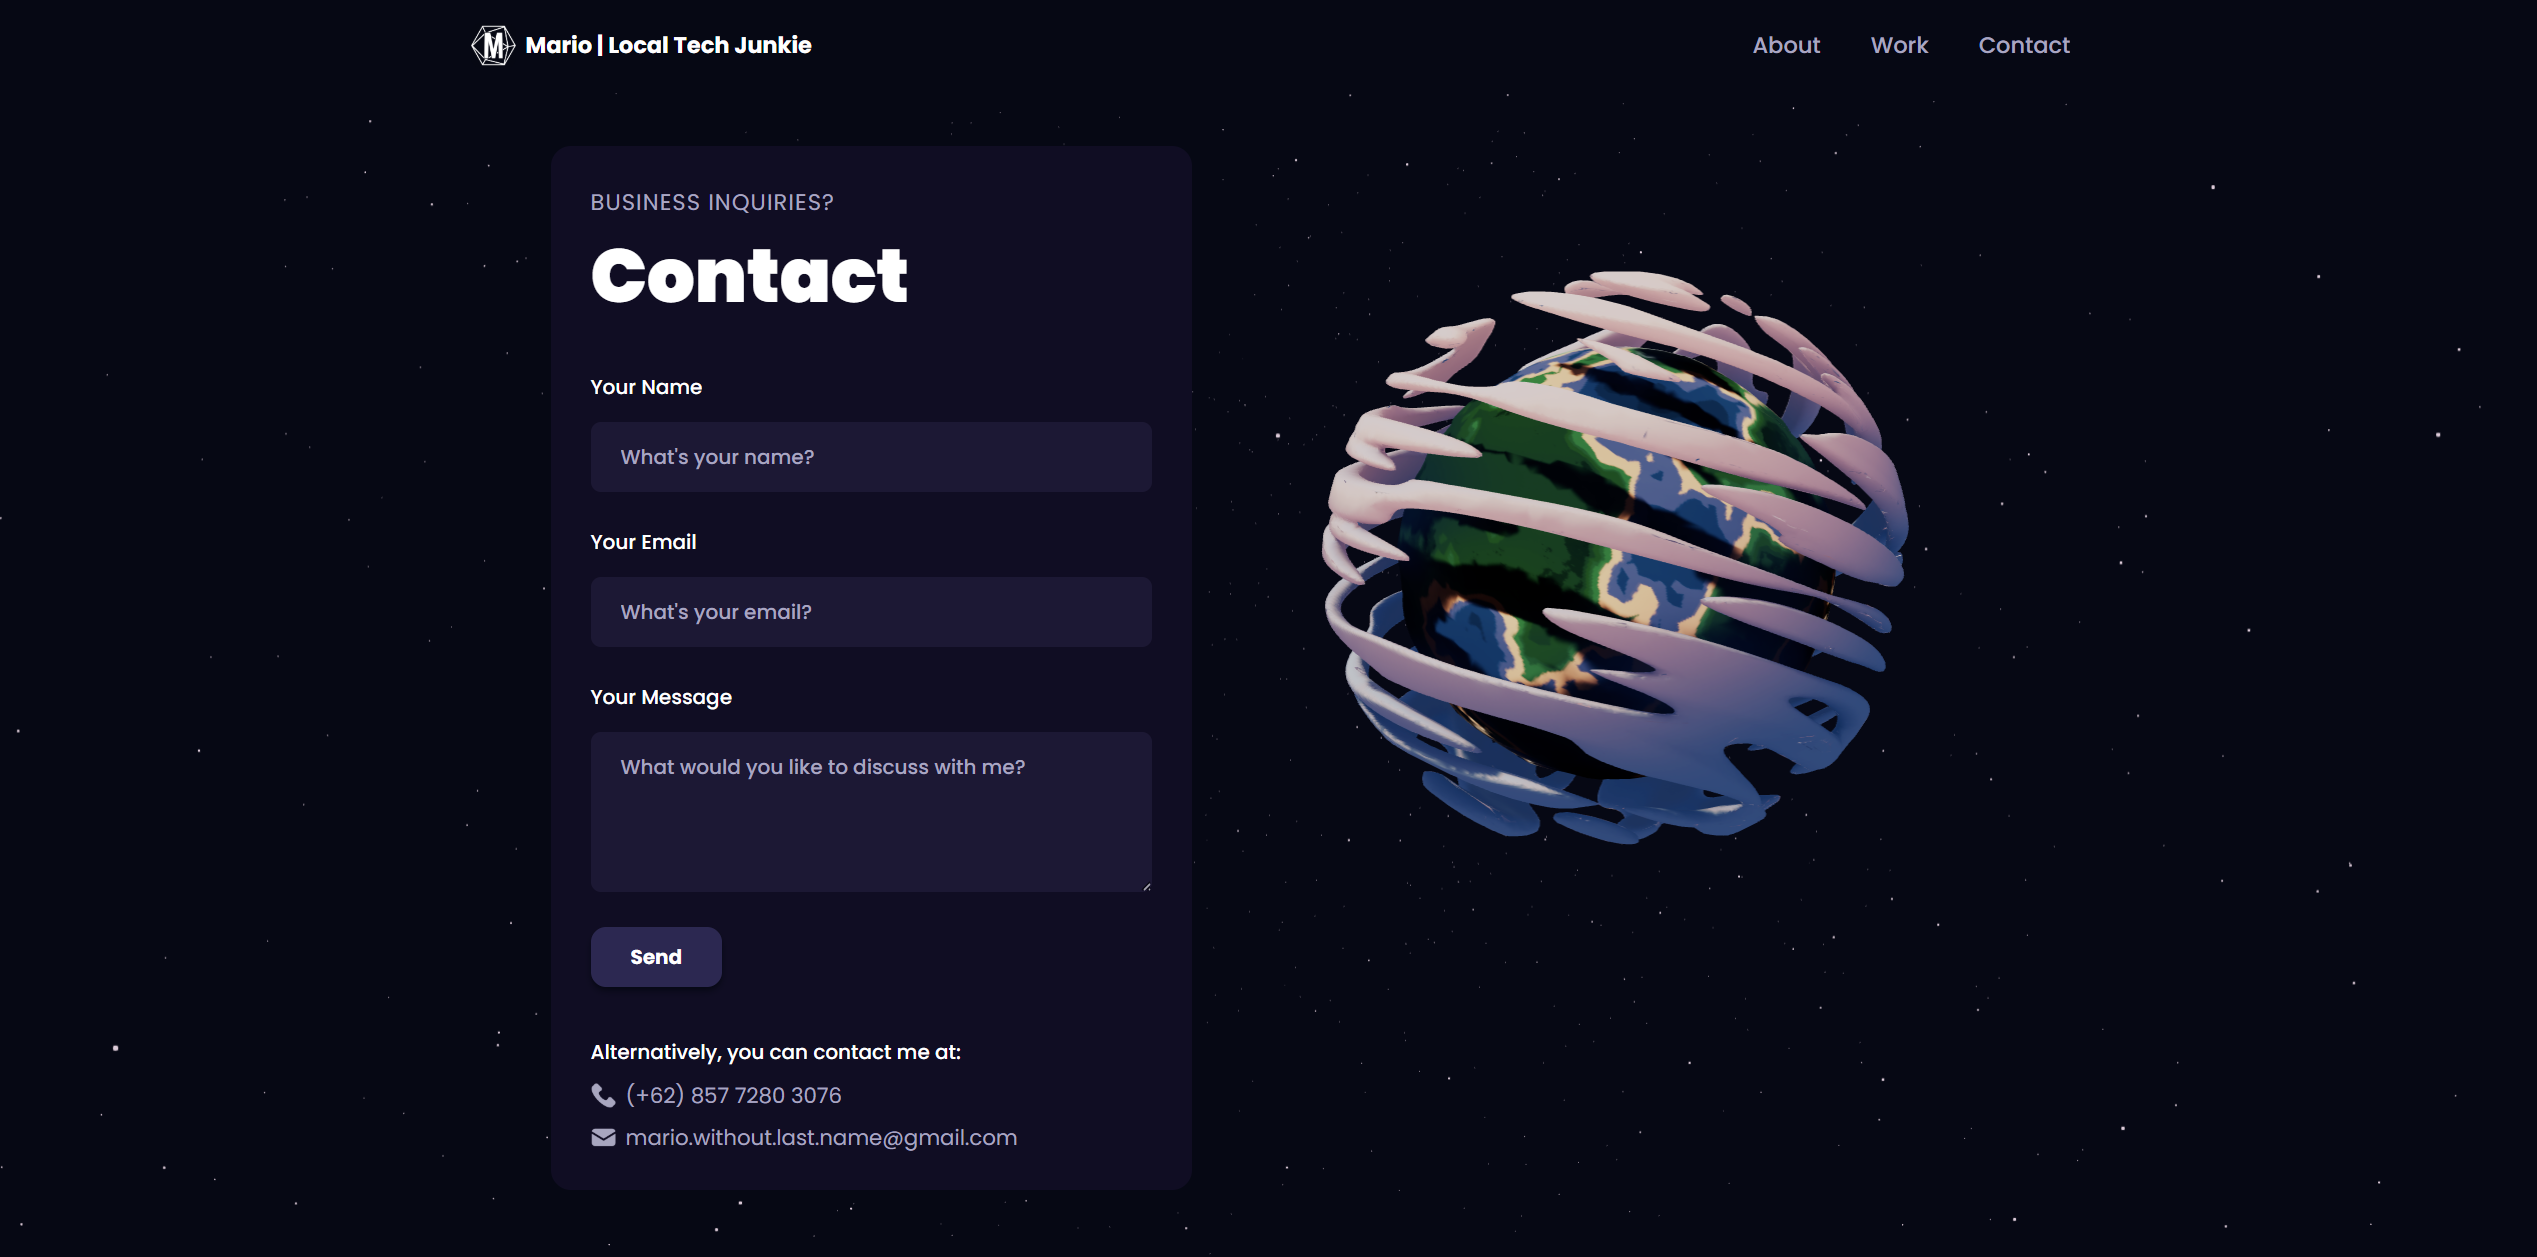 M Mario | Local Tech Junkie
About Work Contact
BUSINESS INQUIRIES?
Contact
Your Name
What's your name?
Your Email
What's your email?
Your Message
What would you like to discuss with me?
Send
Alternatively, you can contact me at:
(+62) 857 7280 3076
mario.without.last.name@gmail.com